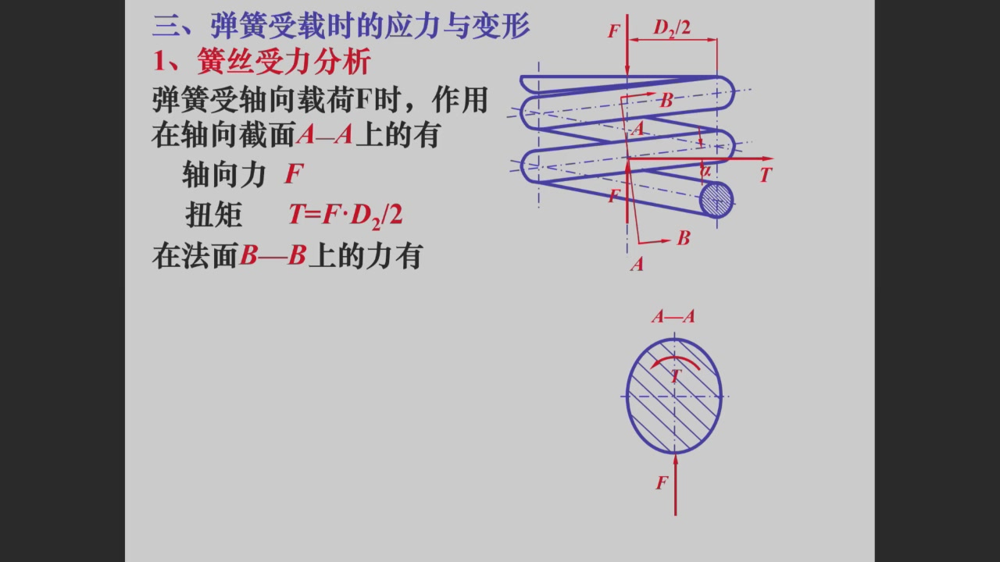 三、弹簧受载时的应力与变形
1、簧丝受力分析
弹簧受轴向载荷F时，作用
在轴向截面A—A上的有
轴向力 F
扭矩 T=F·D₂/2
在法面B—B上的力有
F
D₂/2
B
A
α
T
F
B
A
A—A
T
F